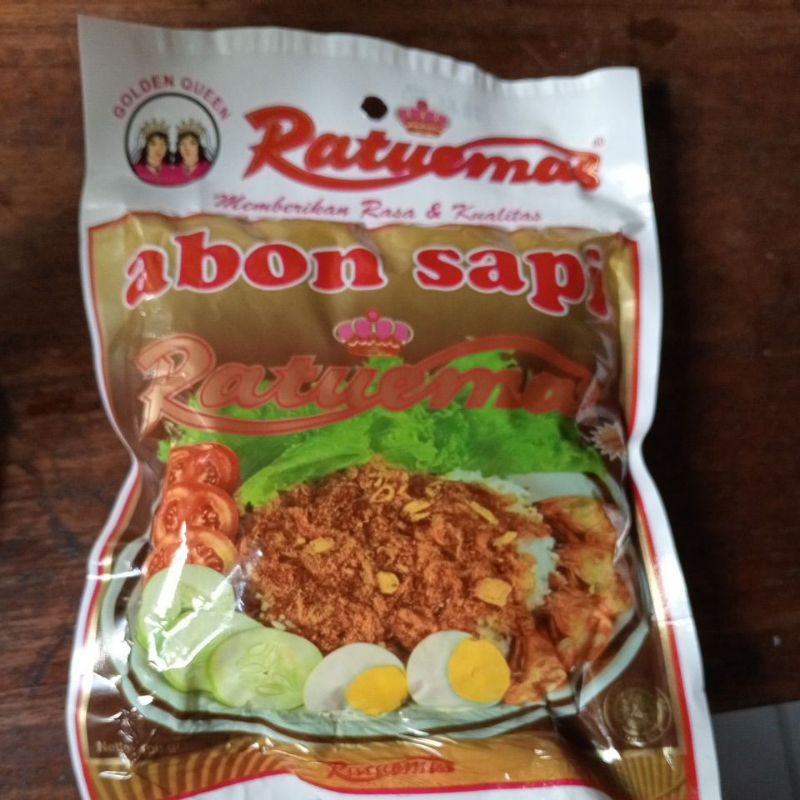 GOLDEN QUEEN
Ratuemas®
Memberikan Rasa & Kualitas
abon sapi
Ratuemas
Ratuemas